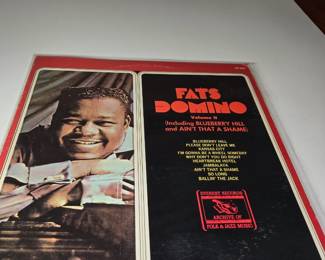 FATS
DOMINO
Volume II
(Including BLUEBERRY HILL
and AIN'T THAT A SHAME)
BLUEBERRY HILL
PLEASE DON'T LEAVE ME
KANSAS CITY
I'M GONNA BE A WHEEL SOMEDAY
WHY DON'T YOU DO RIGHT
HEARTBREAK HOTEL
JAMBALAYA
AIN'T THAT A SHAME
SO LONG
BALLIN' THE JACK
EVEREST RECORDS
ARCHIVE OF
FOLK & JAZZ MUSIC